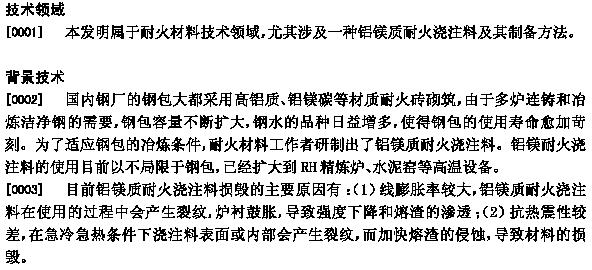 技术领域
[0001] 本发明属于耐火材料技术领域,尤其涉及一种铝镁质耐火浇注料及其制备方法。
背景技术
[0002] 国内钢厂的钢包大都采用高铝质、铝镁碳等材质耐火砖砌筑,由于多炉连铸和冶
炼洁净钢的需要,钢包容量不断扩大,钢水的品种日益增多,使得钢包的使用寿命愈加苛
刻。为了适应钢包的冶炼条件,耐火材料工作者研制出了铝镁质耐火浇注料。铝镁耐火浇
注料的使用目前以不局限于钢包,已经扩大到 RH 精炼炉、水泥窑等高温设备。
[0003] 目前铝镁质耐火浇注料损毁的主要原因有:(1) 线膨胀率较大,铝镁质耐火浇注
料在使用的过程中会产生裂纹,炉衬鼓胀,导致强度下降和熔渣的渗透;(2) 抗热震性较
差,在急冷急热条件下浇注料表面或内部会产生裂纹,而加快熔渣的侵蚀,导致材料的损
毁。